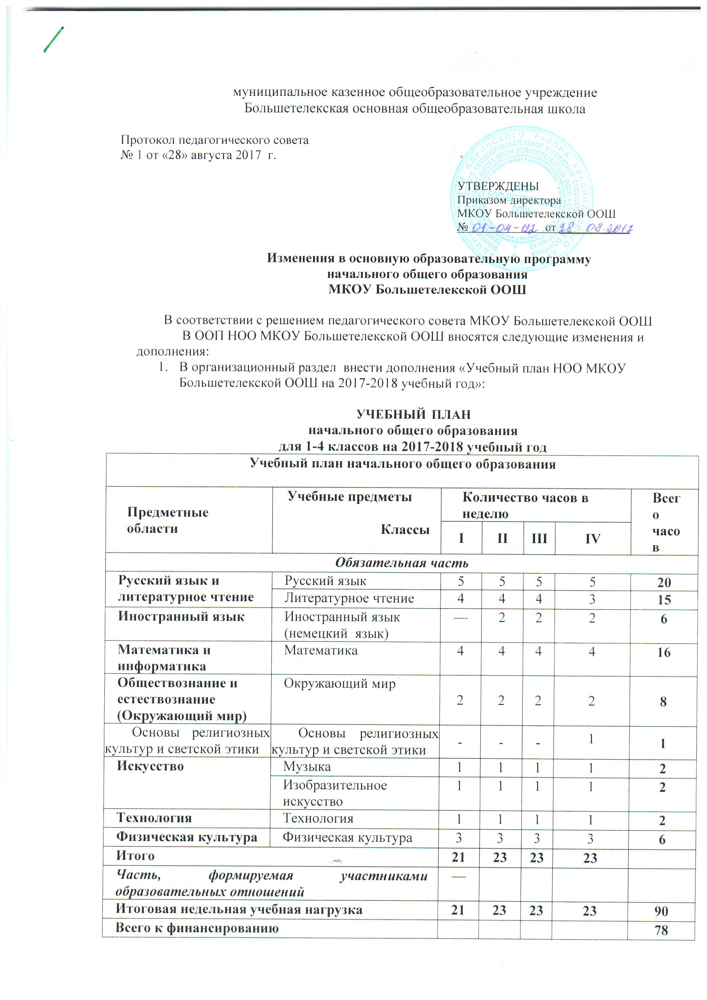 муниципальное казенное общеобразовательное учреждение
Большетелекская основная общеобразовательная школа
Протокол педагогического совета
№ 1 от «28» августа 2017 г.
УТВЕРЖДЕНЫ
Приказом директора
МКОУ Большетелекской ООШ
№ 01-04-122 от 28. 08.2017
Изменения в основную образовательную программу
начального общего образования
МКОУ Большетелекской ООШ
В соответствии с решением педагогического совета МКОУ Большетелекской ООШ
В ООП НОО МКОУ Большетелекской ООШ вносятся следующие изменения и
дополнения:
1. В организационный раздел внести дополнения «Учебный план НОО МКОУ
Большетелекской ООШ на 2017-2018 учебный год»:
УЧЕБНЫЙ ПЛАН
начального общего образования
для 1-4 классов на 2017-2018 учебный год
Учебный план начального общего образования
Предметные
области
Учебные предметы
Классы
Количество часов в
неделю
I II III IV
Всег
о
часо
в
Обязательная часть
Русский язык и
литературное чтение
Русский язык 5 5 5 5 20
Литературное чтение 4 4 4 3 15
Иностранный язык
Иностранный язык — 2 2 2 6
(немецкий язык)
Математика и
информатика
Математика 4 4 4 4 16
Обществознание и
естествознание
(Окружающий мир)
Окружающий мир
2 2 2 2 8
Основы религиозных
культур и светской этики
Основы религиозных
культур и светской этики
- - - 1 1
Искусство
Музыка 1 1 1 1 2
Изобразительное 1 1 1 1 2
искусство
Технология Технология 1 1 1 1 2
Физическая культура Физическая культура 3 3 3 3 6
Итого 21 23 23 23
Часть, формируемая участниками —
образовательных отношений
Итоговая недельная учебная нагрузка 21 23 23 23 90
Всего к финансированию 78